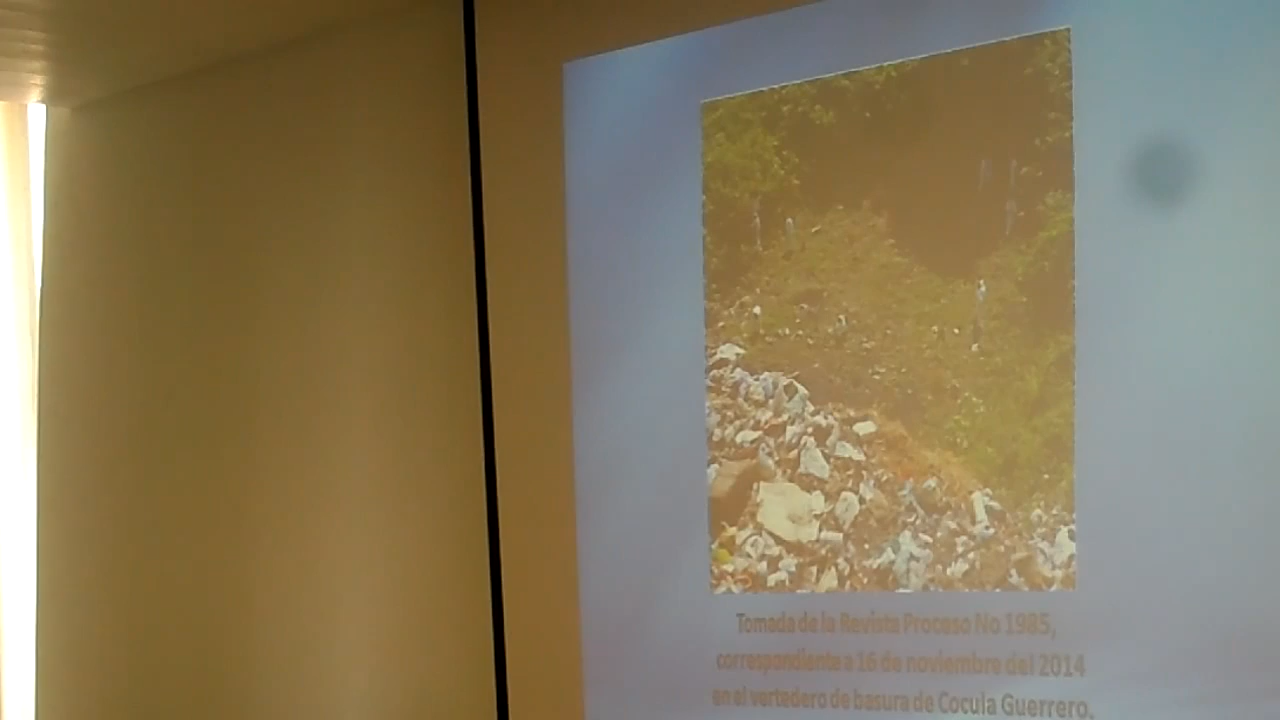 Tomada de la Revista Proceso No 1985,
correspondiente a 16 de noviembre del 2014
en el vertedero de basura de Cocula Guerrero.